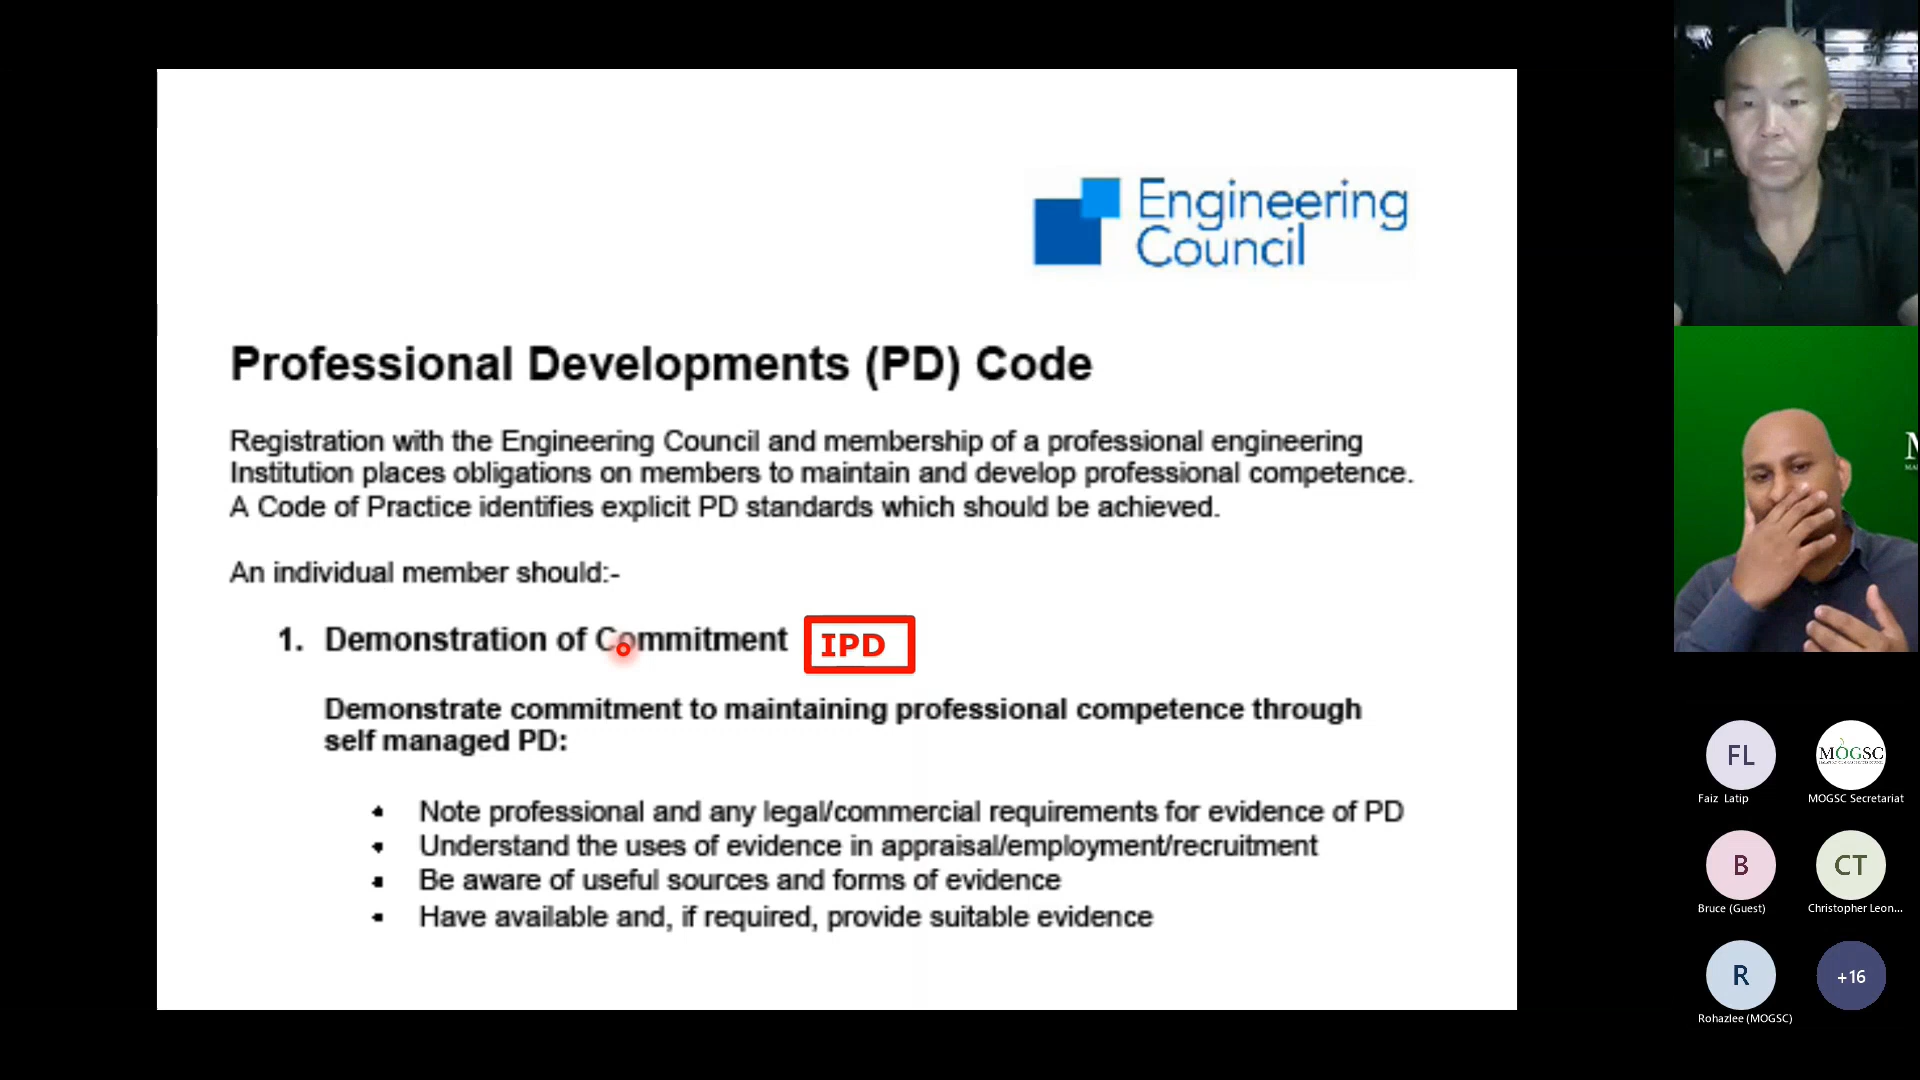 Engineering
Council
Professional Developments (PD) Code
Registration with the Engineering Council and membership of a professional engineering
Institution places obligations on members to maintain and develop professional competence.
A Code of Practice identifies explicit PD standards which should be achieved.
An individual member should:-
1. Demonstration of Commitment IPD
Demonstrate commitment to maintaining professional competence through
self managed PD:
• Note professional and any legal/commercial requirements for evidence of PD
• Understand the uses of evidence in appraisal/employment/recruitment
• Be aware of useful sources and forms of evidence
• Have available and, if required, provide suitable evidence
FL
Faiz Latip
MOGSC
MOGSC Secretariat
B
Bruce (Guest)
CT
Christopher Leon...
R
Rohazlee (MOGSC)
+16